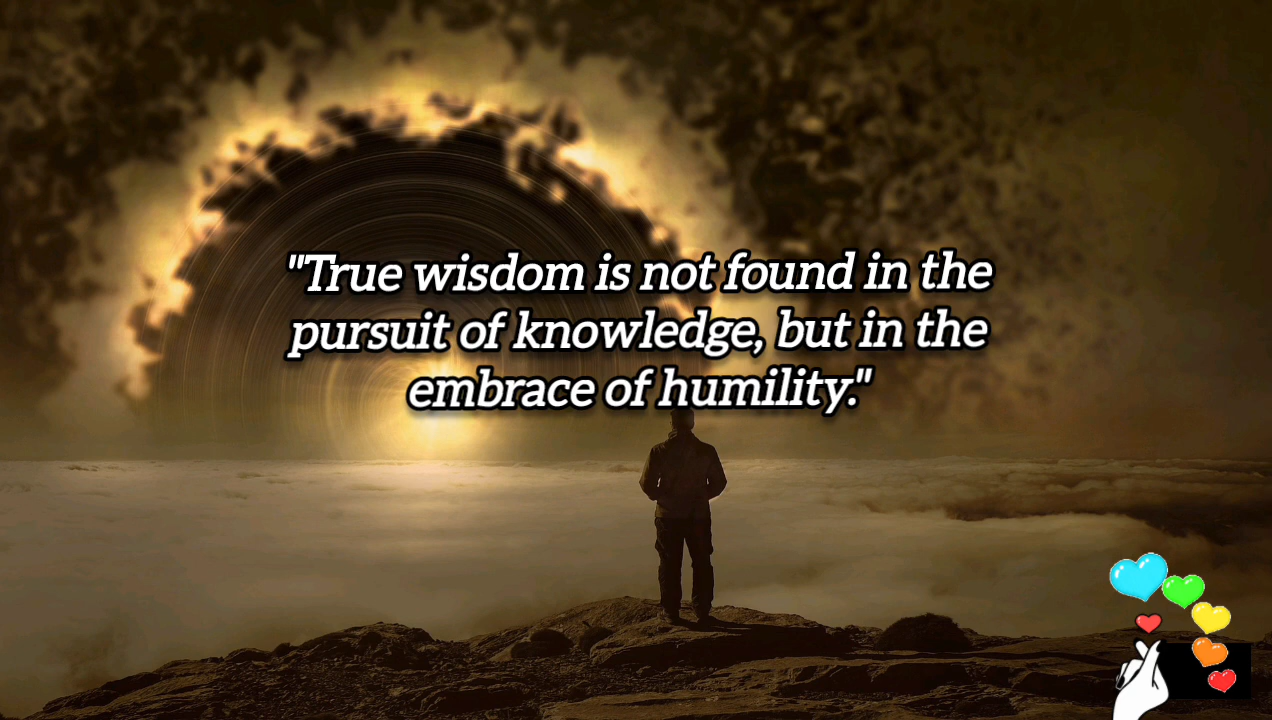 "True wisdom is not found in the
pursuit of knowledge, but in the
embrace of humility."